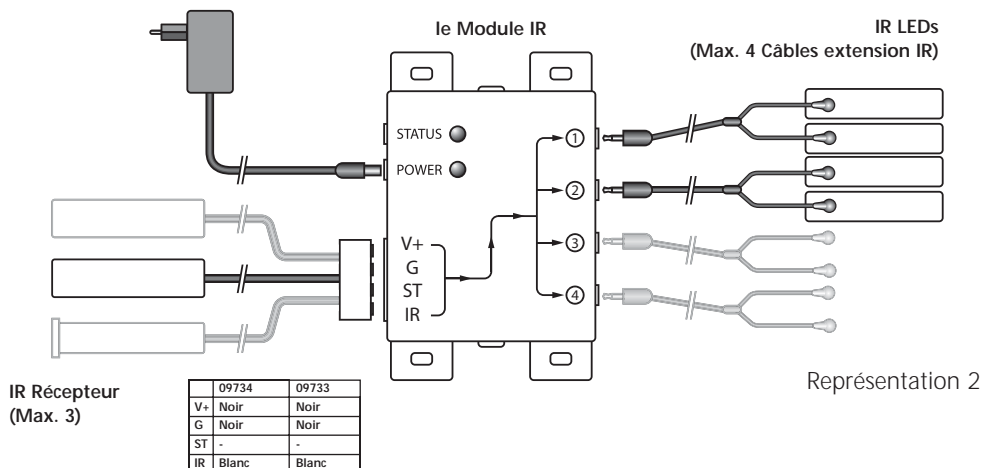 le Module IR
IR LEDs
(Max. 4 Câbles extension IR)
STATUS
POWER
1
2
3
4
V+
G
ST
IR
IR Récepteur
(Max. 3)
09734 09733
V+ Noir Noir
G Noir Noir
ST - -
IR Blanc Blanc
Représentation 2